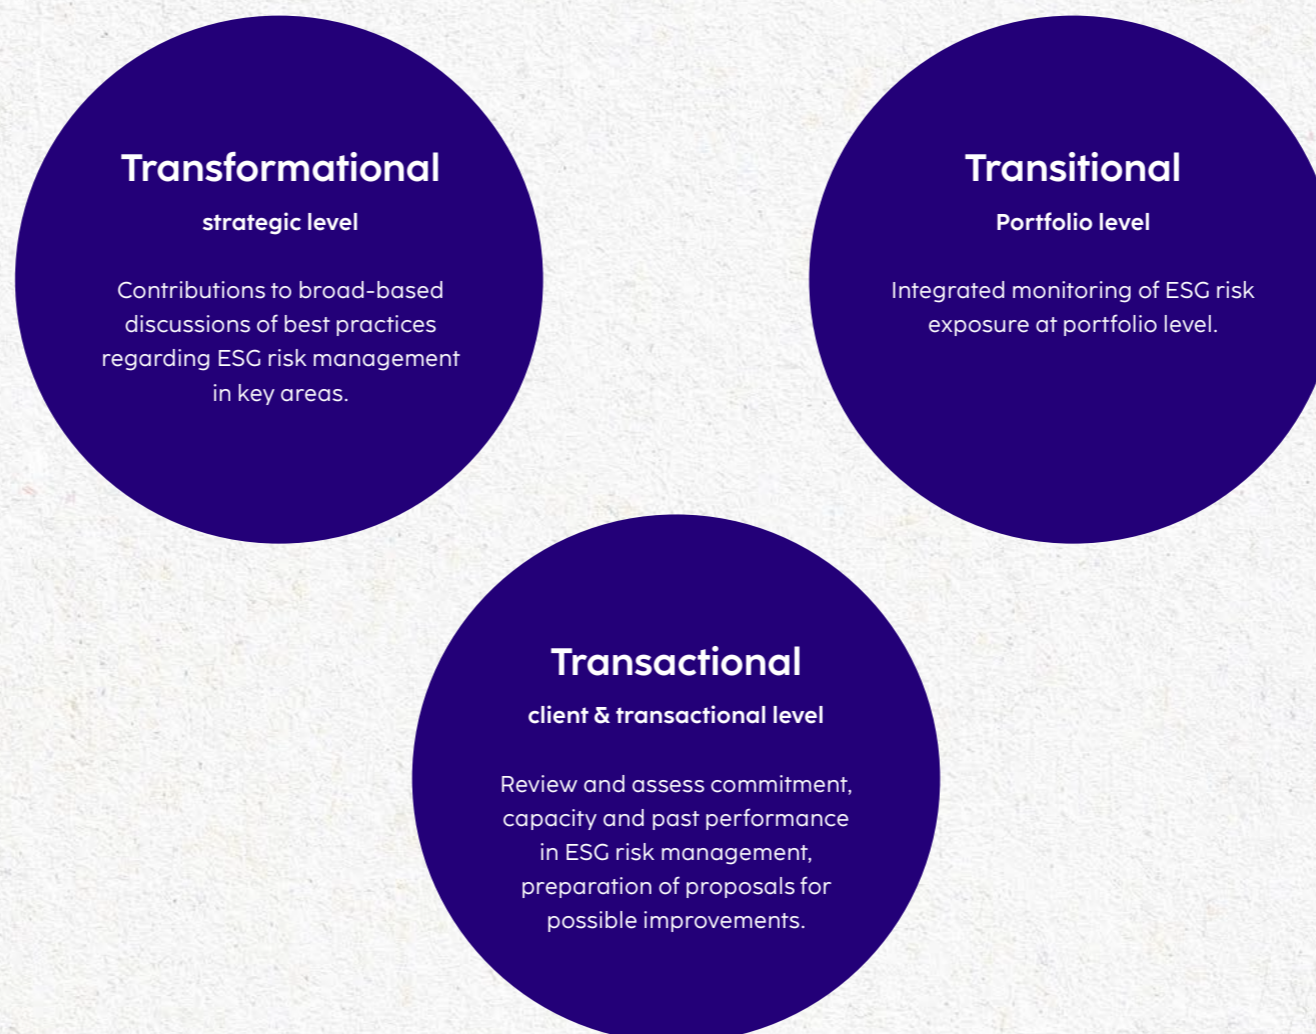 Transformational
strategic level
Contributions to broad-based
discussions of best practices
regarding ESG risk management
in key areas.
Transitional
Portfolio level
Integrated monitoring of ESG risk
exposure at portfolio level.
Transactional
client & transactional level
Review and assess commitment,
capacity and past performance
in ESG risk management,
preparation of proposals for
possible improvements.